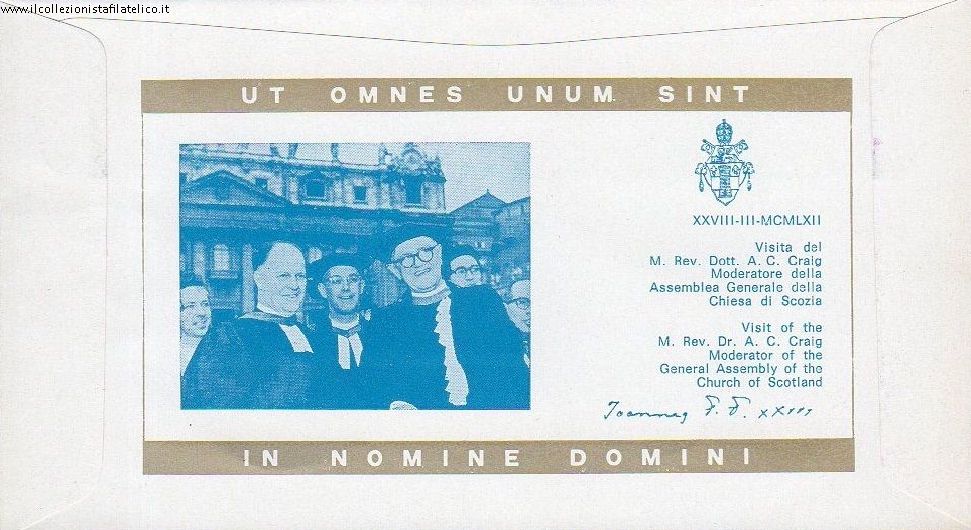 www.ilcollezionistafilatelico.it
UT OMNES UNUM SINT
XXVIII-III-MCMLXII
Visita del
M. Rev. Dott. A. C. Craig
Moderatore della
Assemblea Generale della
Chiesa di Scozia
Visit of the
M. Rev. Dr. A. C. Craig
Moderator of the
General Assembly of the
Church of Scotland
Joannes P. P. XXIII
IN NOMINE DOMINI